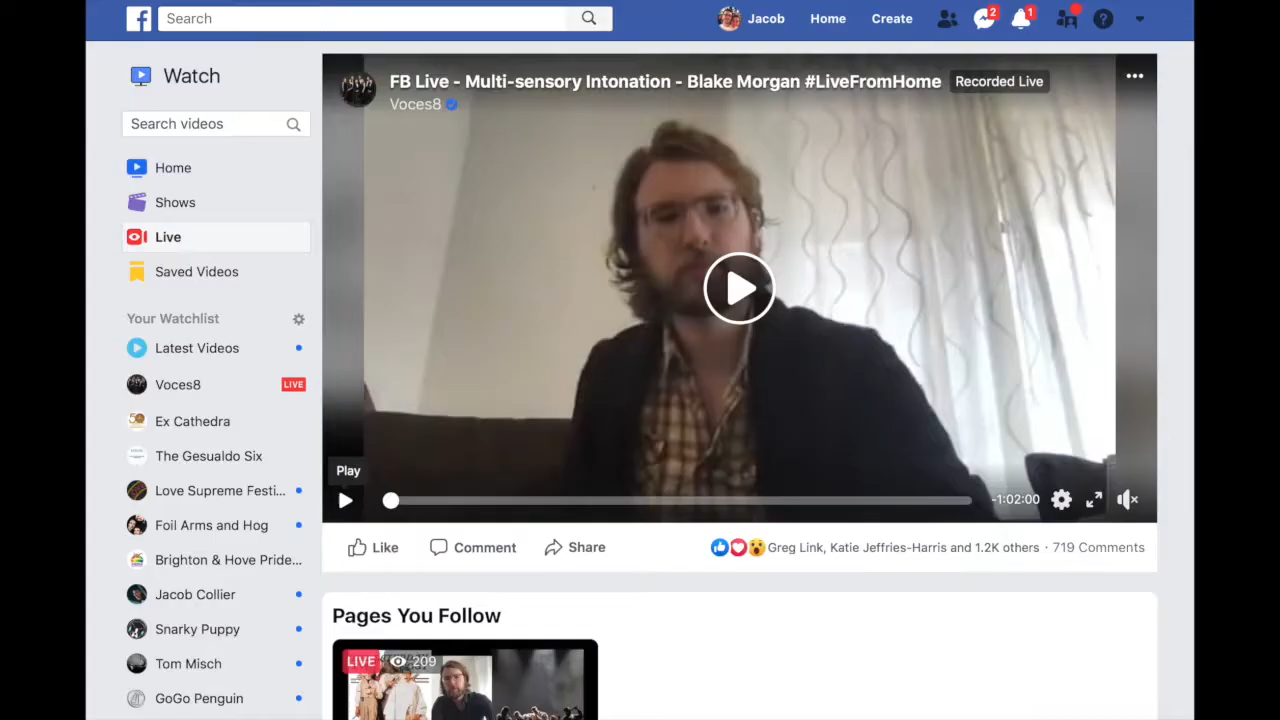 Search
Jacob
Home
Create
2
1
Watch
Search videos
Home
Shows
Live
Saved Videos
Your Watchlist
Latest Videos
Voces8
LIVE
Ex Cathedra
The Gesualdo Six
Love Supreme Festi...
Foil Arms and Hog
Brighton & Hove Pride...
Jacob Collier
Snarky Puppy
Tom Misch
GoGo Penguin
FB Live - Multi-sensory Intonation - Blake Morgan #LiveFromHome
Recorded Live
Voces8
Play
-1:02:00
Like
Comment
Share
Greg Link, Katie Jeffries-Harris and 1.2K others · 719 Comments
Pages You Follow
LIVE
209